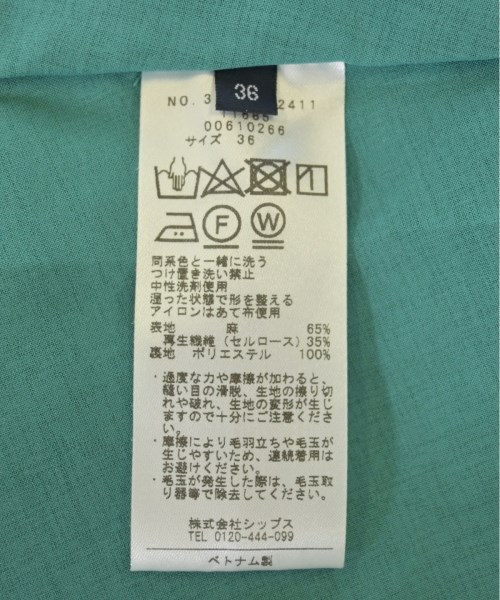 36
NO. 3 2411
11665
00610266
サイズ 36
F W
同系色と一緒に洗う
つけ置き洗い禁止
中性洗剤使用
湿った状態で形を整える
アイロンはあて布使用
表地 麻 65%
再生繊維(セルロース) 35%
裏地 ポリエステル 100%
・過度な力や摩擦が加わると、
縫い目の滑脱、生地の擦り切
れや破れ、生地の変形が生じ
ますので十分にご注意くださ
い。
・摩擦により毛羽立ちや毛玉が
生じやすいため、連続着用は
お避けください。
・毛玉が発生した際は、毛玉取
り器等で除去してください。
株式会社シップス
TEL 0120-444-099
ベトナム製